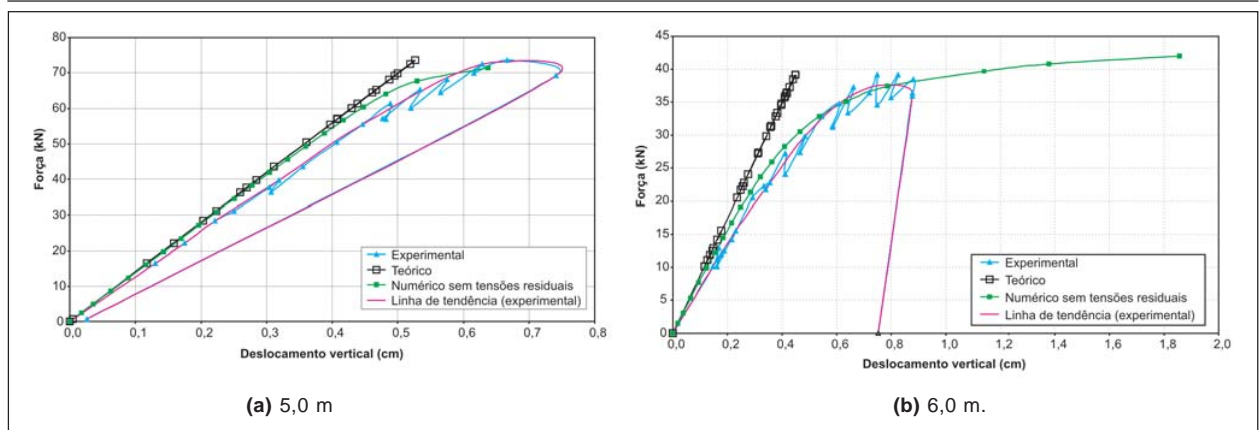 80
70
60
50
40
30
20
10
0
Força (kN)
0,0 0,1 0,2 0,3 0,4 0,5 0,6 0,7 0,8
Deslocamento vertical (cm)
Experimental
Teórico
Numérico sem tensões residuais
Linha de tendência (experimental)
(a) 5,0 m
45
40
35
30
25
20
15
10
5
0
Força (kN)
0,0 0,2 0,4 0,6 0,8 1,0 1,2 1,4 1,6 1,8 2,0
Deslocamento vertical (cm)
Experimental
Teórico
Numérico sem tensões residuais
Linha de tendência (experimental)
(b) 6,0 m.